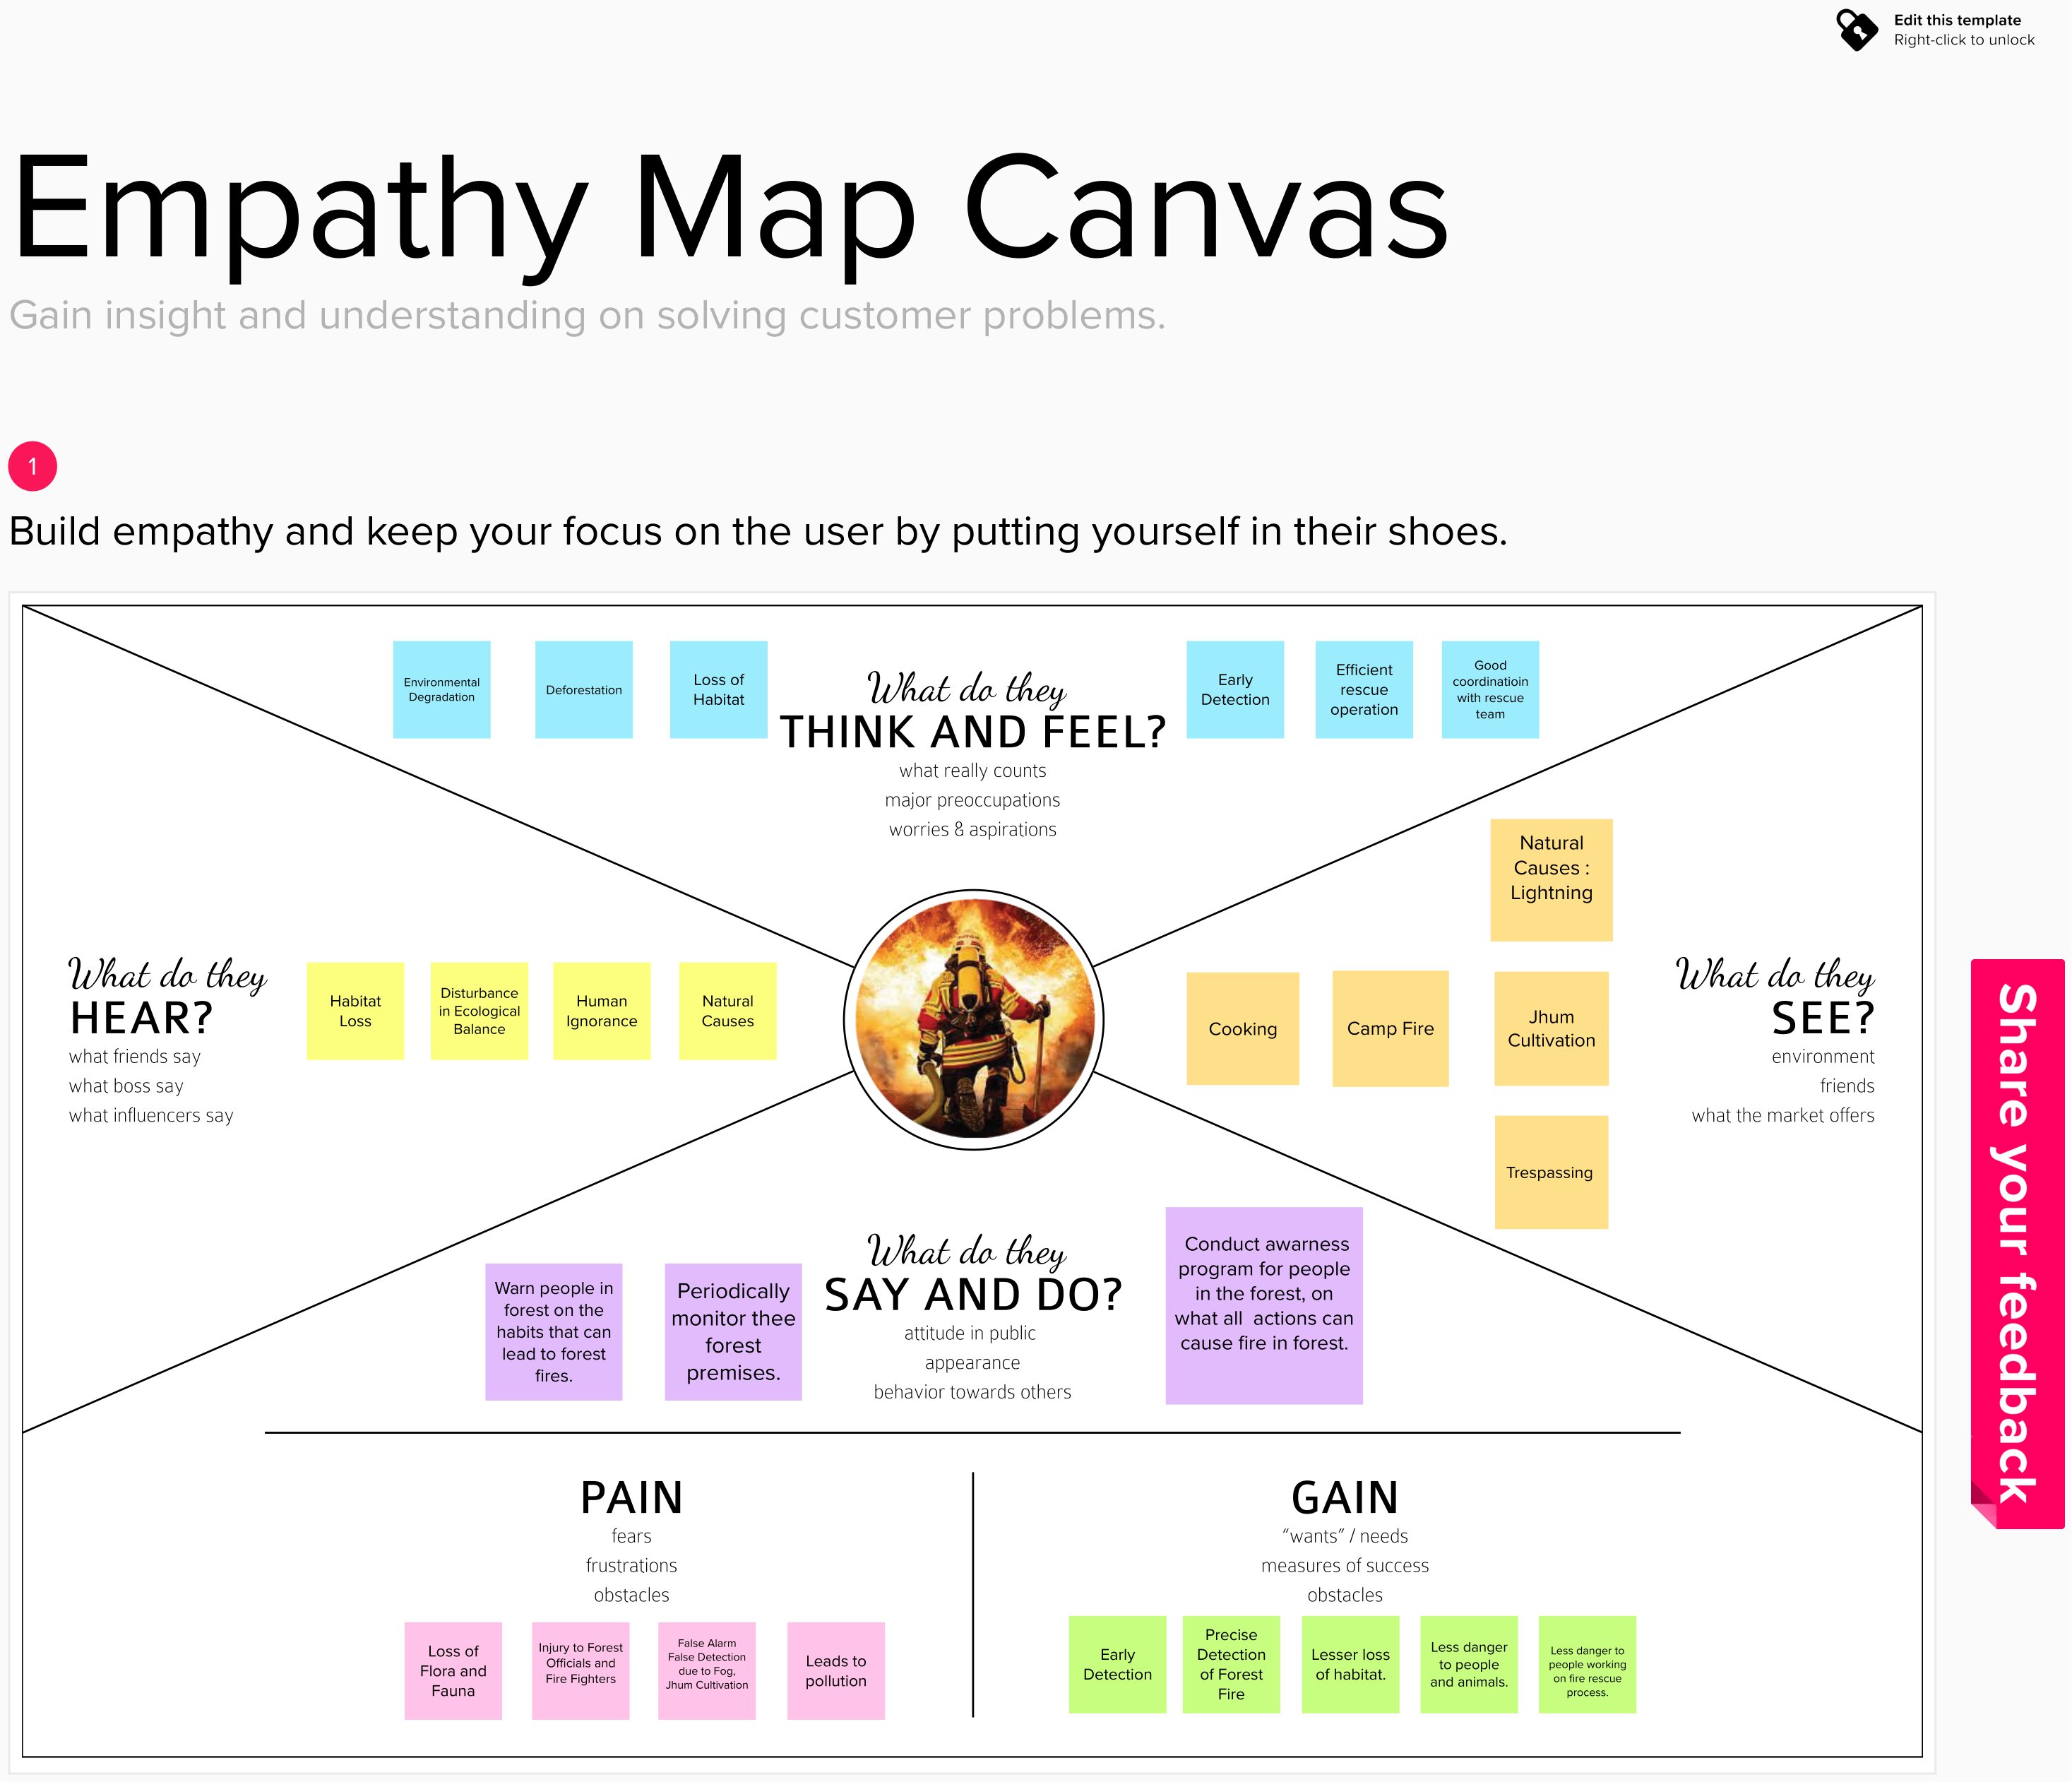 Edit this template
Right-click to unlock
Empathy Map Canvas
Gain insight and understanding on solving customer problems.
1
Build empathy and keep your focus on the user by putting yourself in their shoes.
Environmental
Degradation
Deforestation
Loss of
Habitat
What do they
THINK AND FEEL?
what really counts
major preoccupations
worries & aspirations
Early
Detection
Efficient
rescue
operation
Good
coordinatioin
with rescue
team
What do they
HEAR?
what friends say
what boss say
what influencers say
Habitat
Loss
Disturbance
in Ecological
Balance
Human
Ignorance
Natural
Causes
Natural
Causes :
Lightning
Cooking
Camp Fire
Jhum
Cultivation
Trespassing
What do they
SEE?
environment
friends
what the market offers
Share your feedback
Warn people in
forest on the
habits that can
lead to forest
fires.
Periodically
monitor thee
forest
premises.
What do they
SAY AND DO?
attitude in public
appearance
behavior towards others
Conduct awarness
program for people
in the forest, on
what all  actions can
cause fire in forest.
PAIN
fears
frustrations
obstacles
Loss of
Flora and
Fauna
Injury to Forest
Officials and
Fire Fighters
False Alarm
False Detection
due to Fog,
Jhum Cultivation
Leads to
pollution
GAIN
“wants” / needs
measures of success
obstacles
Early
Detection
Precise
Detection
of Forest
Fire
Lesser loss
of habitat.
Less danger
to people
and animals.
Less danger to
people working
on fire rescue
process.